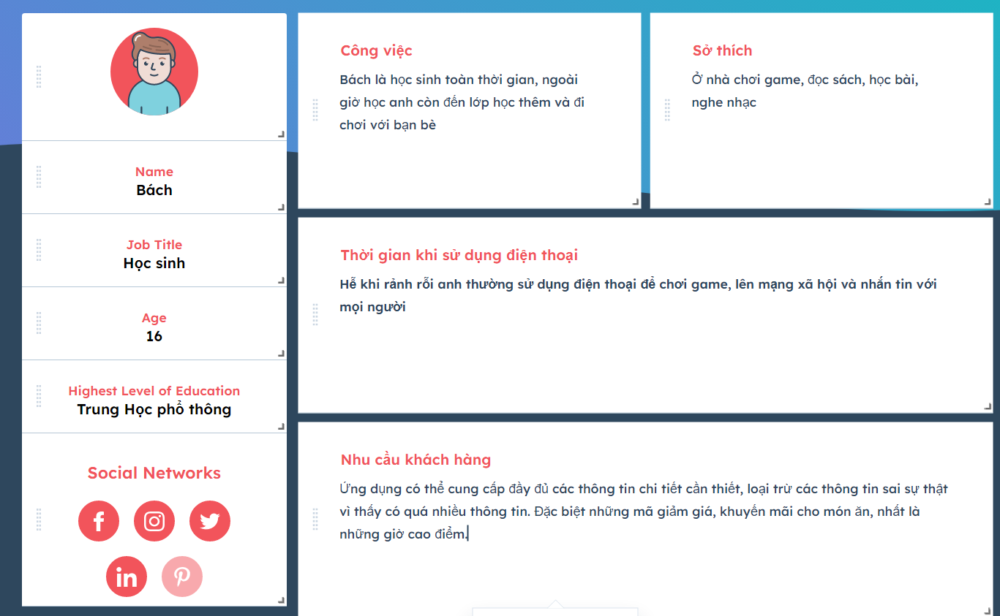 Name
Bách
Job Title
Học sinh
Age
16
Highest Level of Education
Trung Học phổ thông
Social Networks
Công việc
Bách là học sinh toàn thời gian, ngoài
giờ học anh còn đến lớp học thêm và đi
chơi với bạn bè
Sở thích
Ở nhà chơi game, đọc sách, học bài,
nghe nhạc
Thời gian khi sử dụng điện thoại
Hễ khi rảnh rỗi anh thường sử dụng điện thoại để chơi game, lên mạng xã hội và nhắn tin với
mọi người
Nhu cầu khách hàng
Ứng dụng có thể cung cấp đầy đủ các thông tin chi tiết cần thiết, loại trừ các thông tin sai sự thật
vì thấy có quá nhiều thông tin. Đặc biệt những mã giảm giá, khuyến mãi cho món ăn, nhất là
những giờ cao điểm.